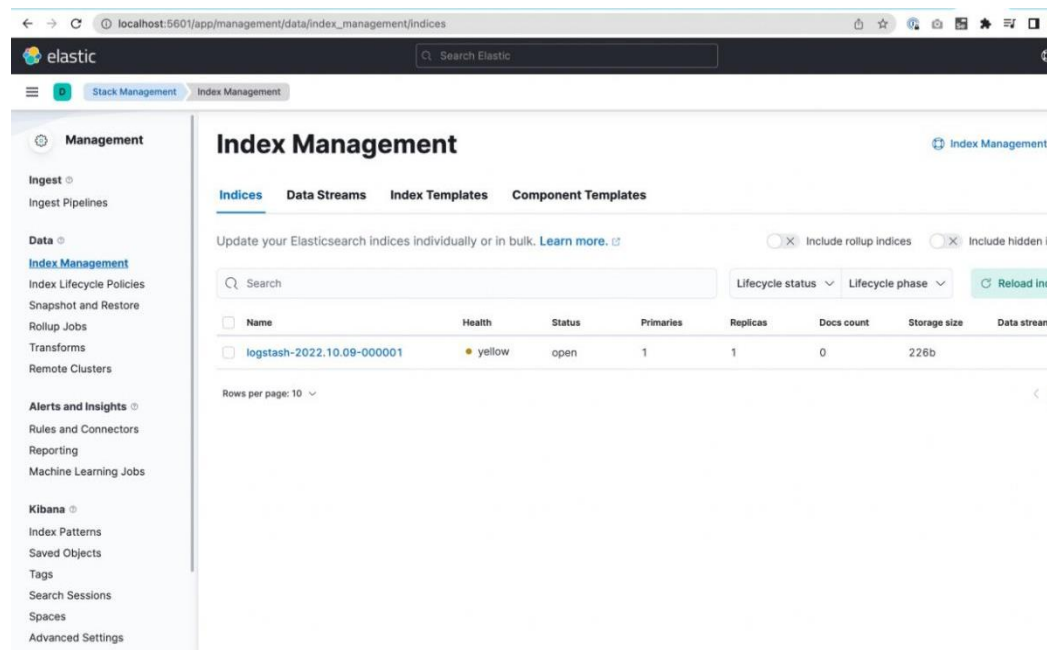 localhost:5601/app/management/data/index_management/indices
elastic
Search Elastic
D Stack Management Index Management
Management
Ingest
Ingest Pipelines
Data
Index Management
Index Lifecycle Policies
Snapshot and Restore
Rollup Jobs
Transforms
Remote Clusters
Alerts and Insights
Rules and Connectors
Reporting
Machine Learning Jobs
Kibana
Index Patterns
Saved Objects
Tags
Search Sessions
Spaces
Advanced Settings
Index Management
Index Management
Indices Data Streams Index Templates Component Templates
Update your Elasticsearch indices individually or in bulk. Learn more. Include rollup indices Include hidden i
Search Lifecycle status Lifecycle phase Reload ind
Name Health Status Primaries Replicas Docs count Storage size Data strean
logstash-2022.10.09-000001 yellow open 1 1 0 226b
Rows per page: 10